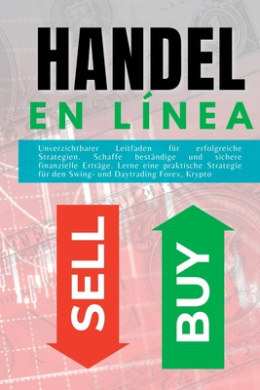 HANDEL
EN LÍNEA
Unverzichtbarer Leitfaden für erfolgreiche
Strategien. Schaffe beständige und sichere
finanzielle Erträge. Lerne eine praktische Strategie
für den Swing- und Daytrading Forex, Krypto
SELL
BUY